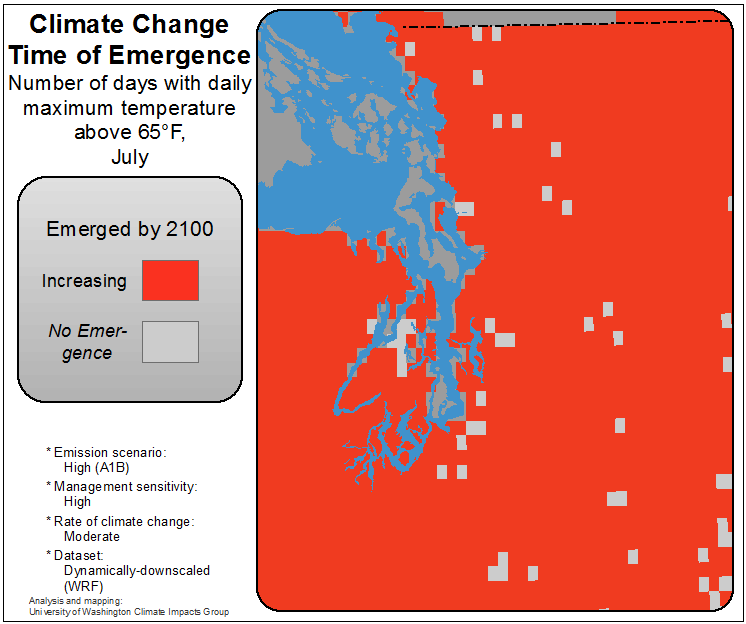 Climate Change
Time of Emergence
Number of days with daily
maximum temperature
above 65°F,
July
Emerged by 2100
Increasing
No Emer-
gence
* Emission scenario:
High (A1B)
* Management sensitivity:
High
* Rate of climate change:
Moderate
* Dataset:
Dynamically-downscaled
(WRF)
Analysis and mapping:
University of Washington Climate Impacts Group